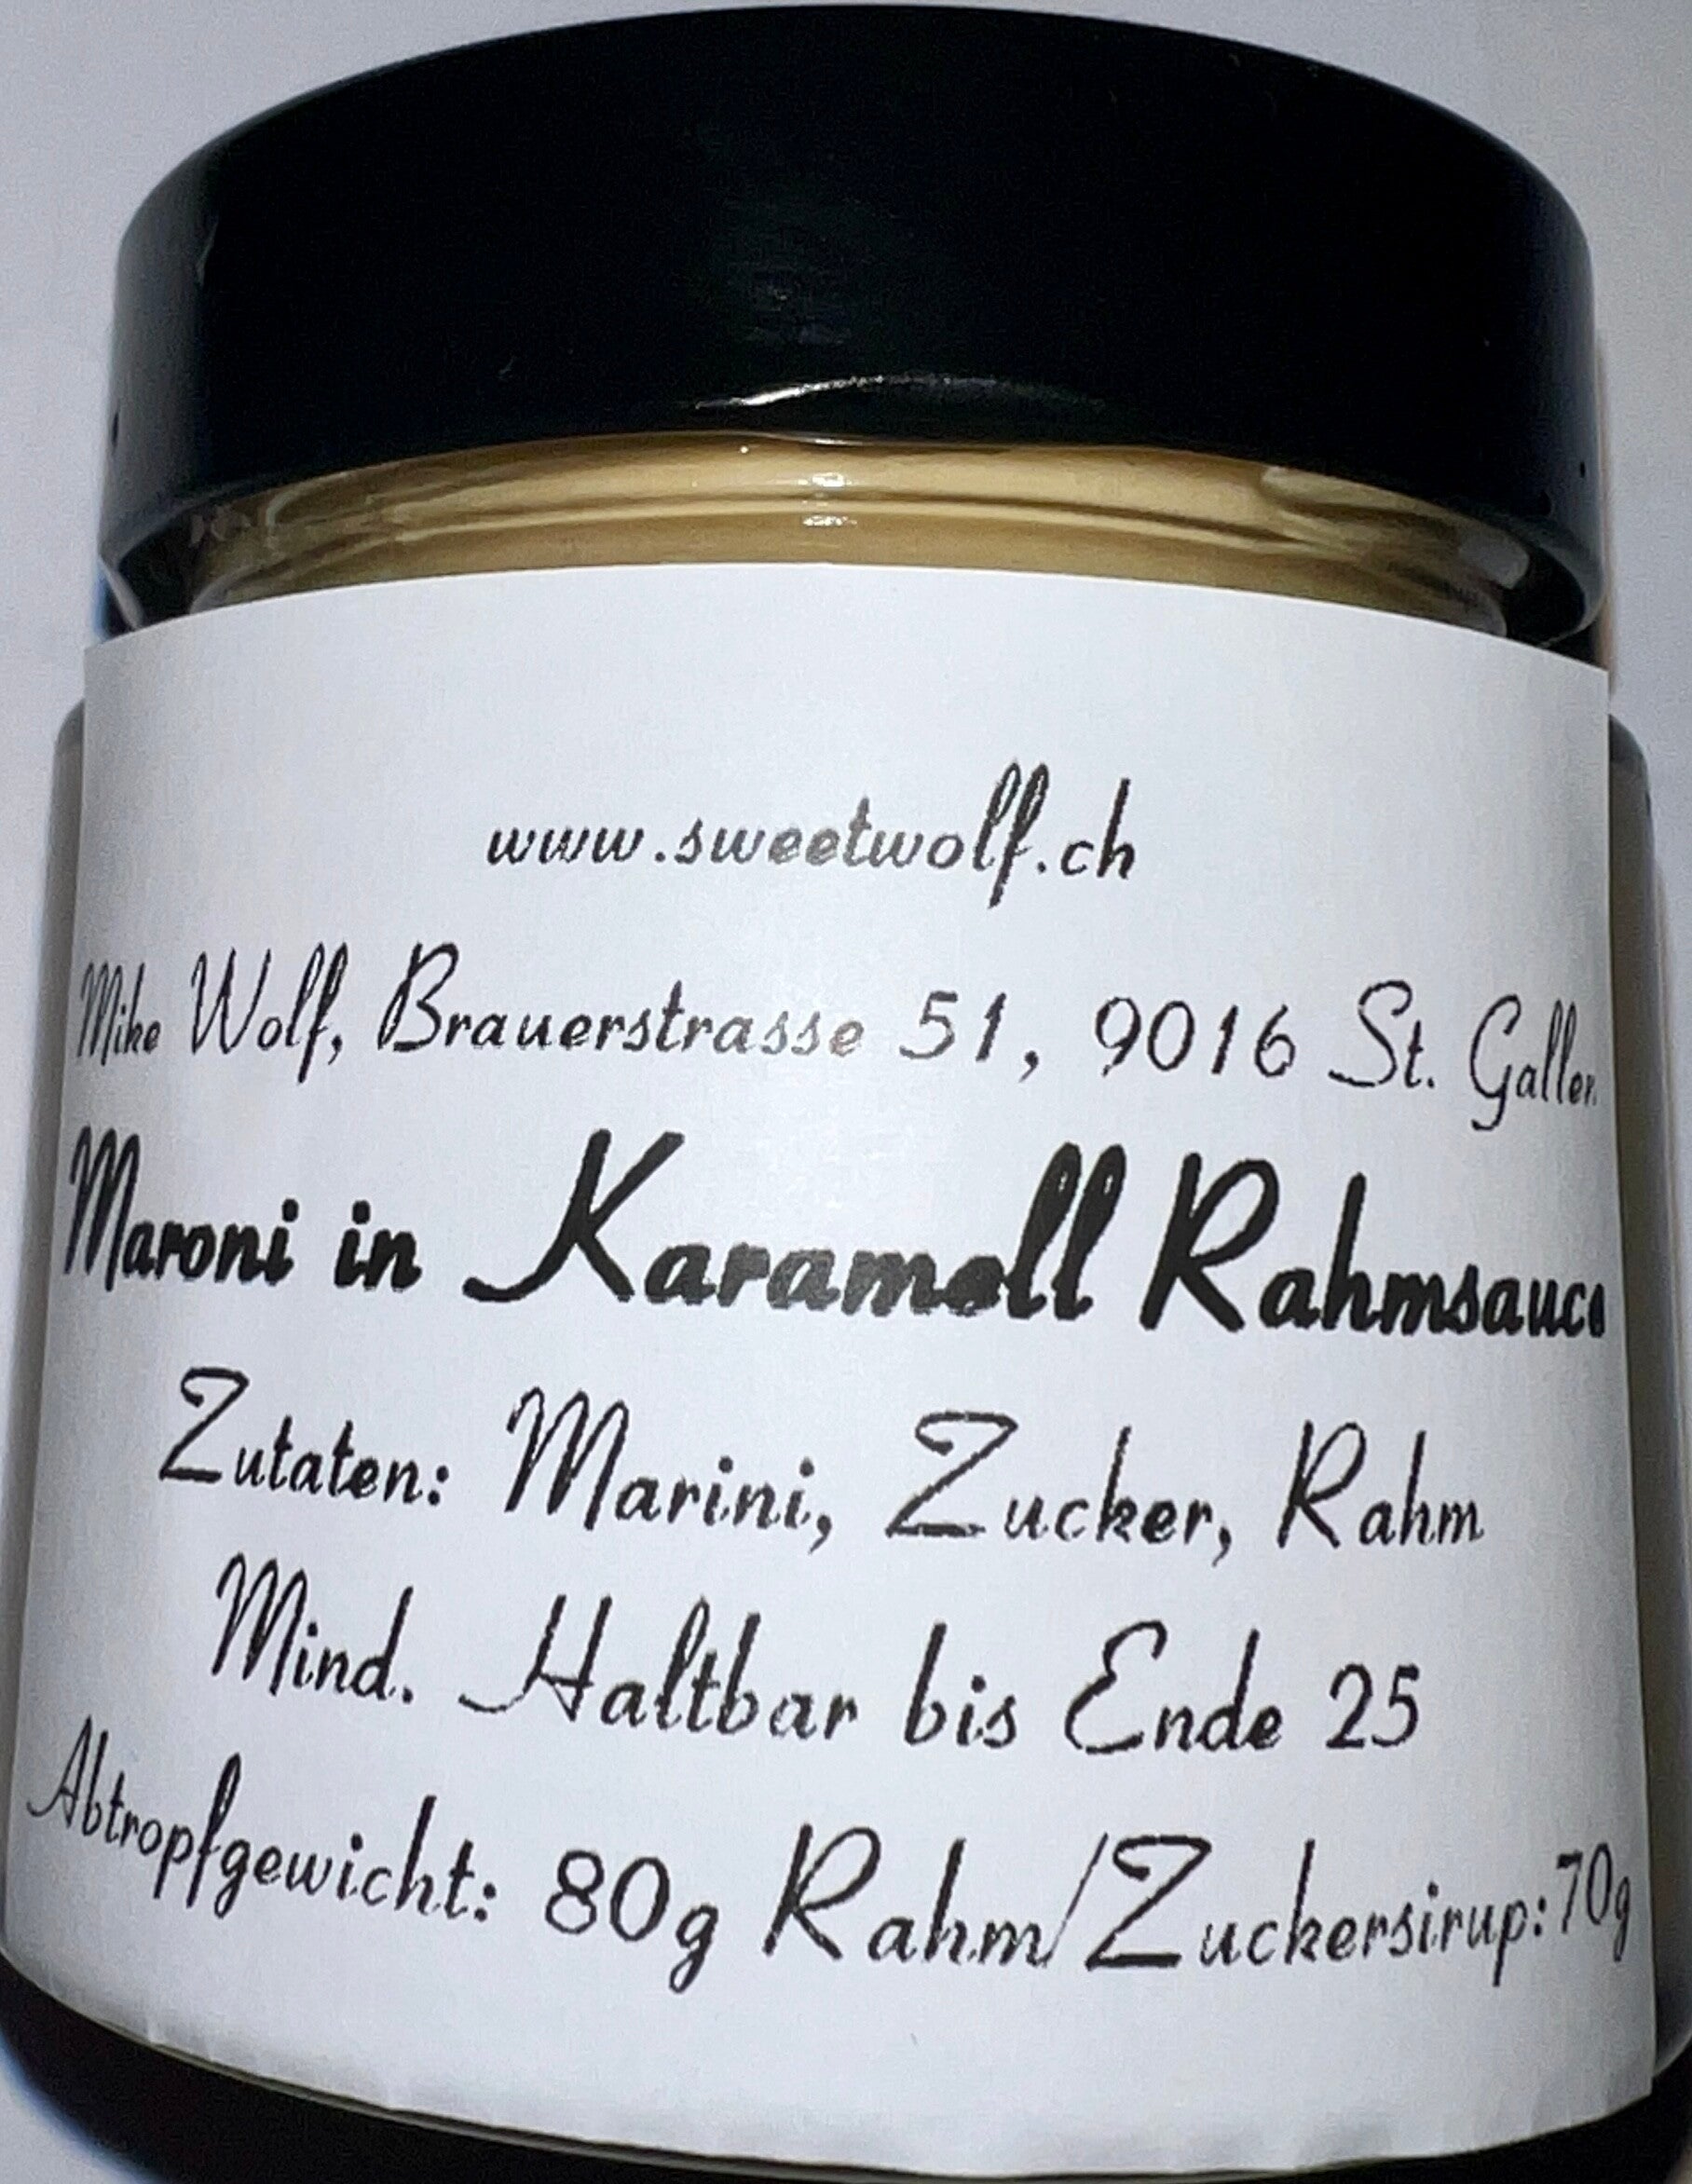 www.sweetwolf.ch
Mike Wolf, Brauerstrasse 51, 9016 St. Gallen
Maroni in Karamell Rahmsauce
Zutaten: Marini, Zucker, Rahm
Mind. Haltbar bis Ende 25
Abtropfgewicht: 80g Rahm/Zuckersirup: 70g